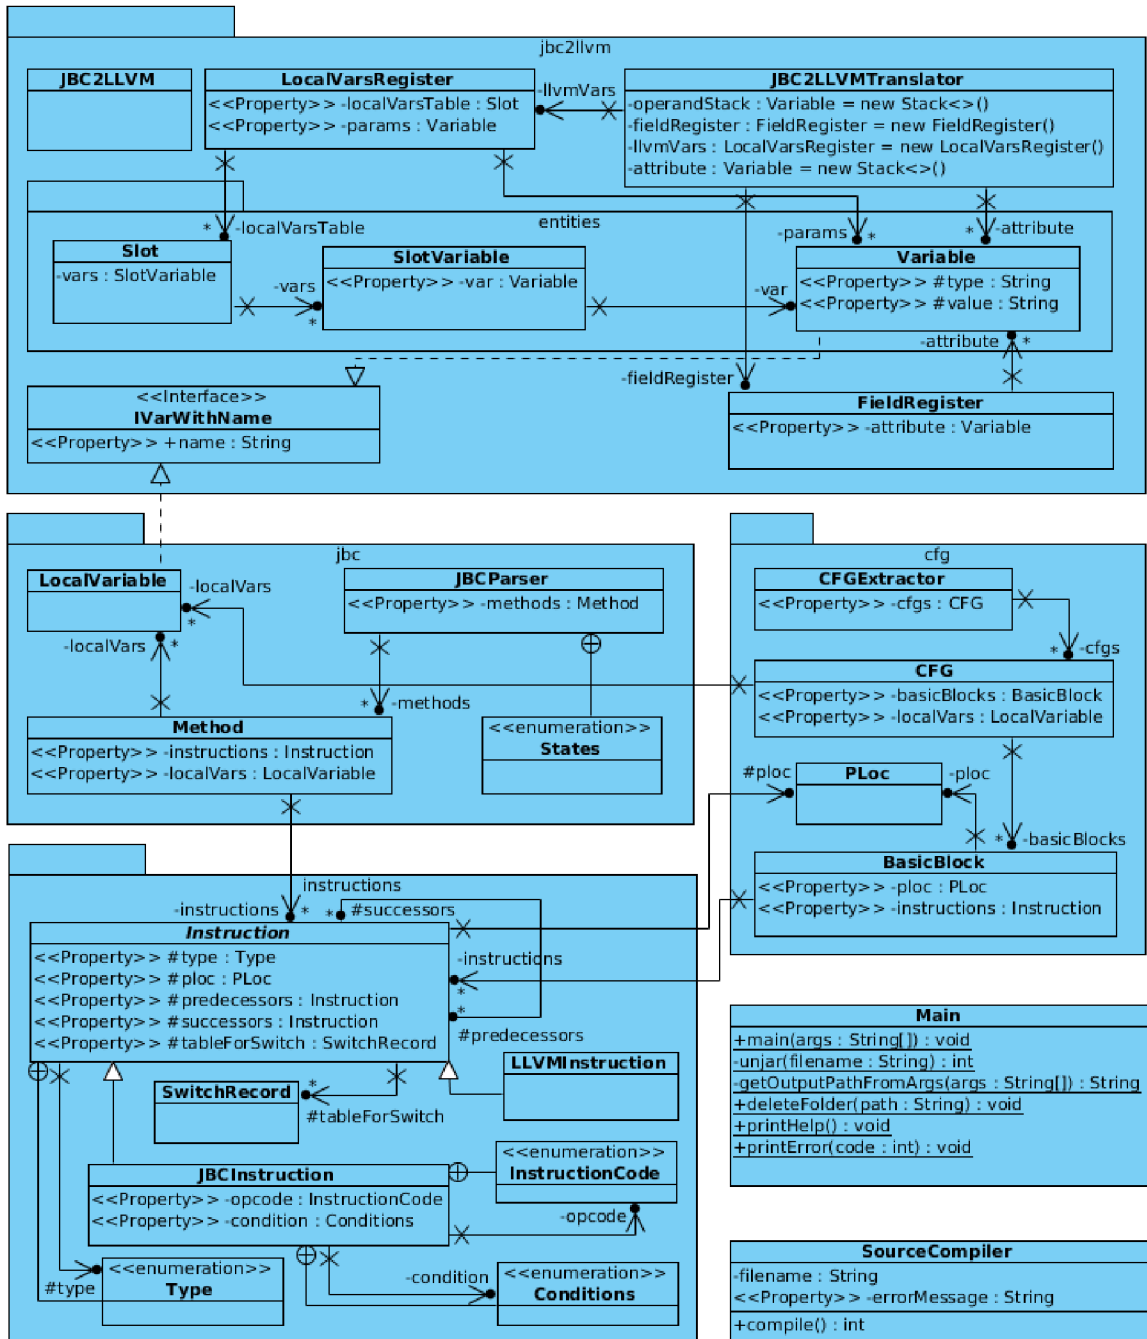 jbc2llvm
JBC2LLVM
LocalVarsRegister
<<Property>> -localVarsTable : Slot
<<Property>> -params : Variable
-llvmVars
JBC2LLVMTranslator
-operandStack : Variable = new Stack<>()
-fieldRegister : FieldRegister = new FieldRegister()
-llvmVars : LocalVarsRegister = new LocalVarsRegister()
-attribute : Variable = new Stack<>()
entities
* -localVarsTable
-params *
* -attribute
Slot
-vars : SlotVariable
-vars
*
SlotVariable
<<Property>> -var : Variable
-var
Variable
<<Property>> #type : String
<<Property>> #value : String
-attribute *
-fieldRegister
<<Interface>>
IVarWithName
<<Property>> +name : String
FieldRegister
<<Property>> -attribute : Variable
jbc
LocalVariable
-localVars
*
-localVars *
JBCParser
<<Property>> -methods : Method
* -methods
Method
<<Property>> -instructions : Instruction
<<Property>> -localVars : LocalVariable
<<enumeration>>
States
cfg
CFGExtractor
<<Property>> -cfgs : CFG
* -cfgs
CFG
<<Property>> -basicBlocks : BasicBlock
<<Property>> -localVars : LocalVariable
#ploc
PLoc
-ploc
* -basicBlocks
BasicBlock
<<Property>> -ploc : PLoc
<<Property>> -instructions : Instruction
instructions
-instructions *
* #successors
Instruction
<<Property>> #type : Type
<<Property>> #ploc : PLoc
<<Property>> #predecessors : Instruction
<<Property>> #successors : Instruction
<<Property>> #tableForSwitch : SwitchRecord
-instructions
*
*
#predecessors
SwitchRecord
*
#tableForSwitch
LLVMInstruction
JBCInstruction
<<Property>> -opcode : InstructionCode
<<Property>> -condition : Conditions
<<enumeration>>
InstructionCode
-opcode
#type
<<enumeration>>
Type
-condition
<<enumeration>>
Conditions
Main
+main(args : String[]) : void
-unjar(filename : String) : int
-getOutputPathFromArgs(args : String[]) : String
+deleteFolder(path : String) : void
+printHelp() : void
+printError(code : int) : void
SourceCompiler
-filename : String
<<Property>> -errorMessage : String
+compile() : int